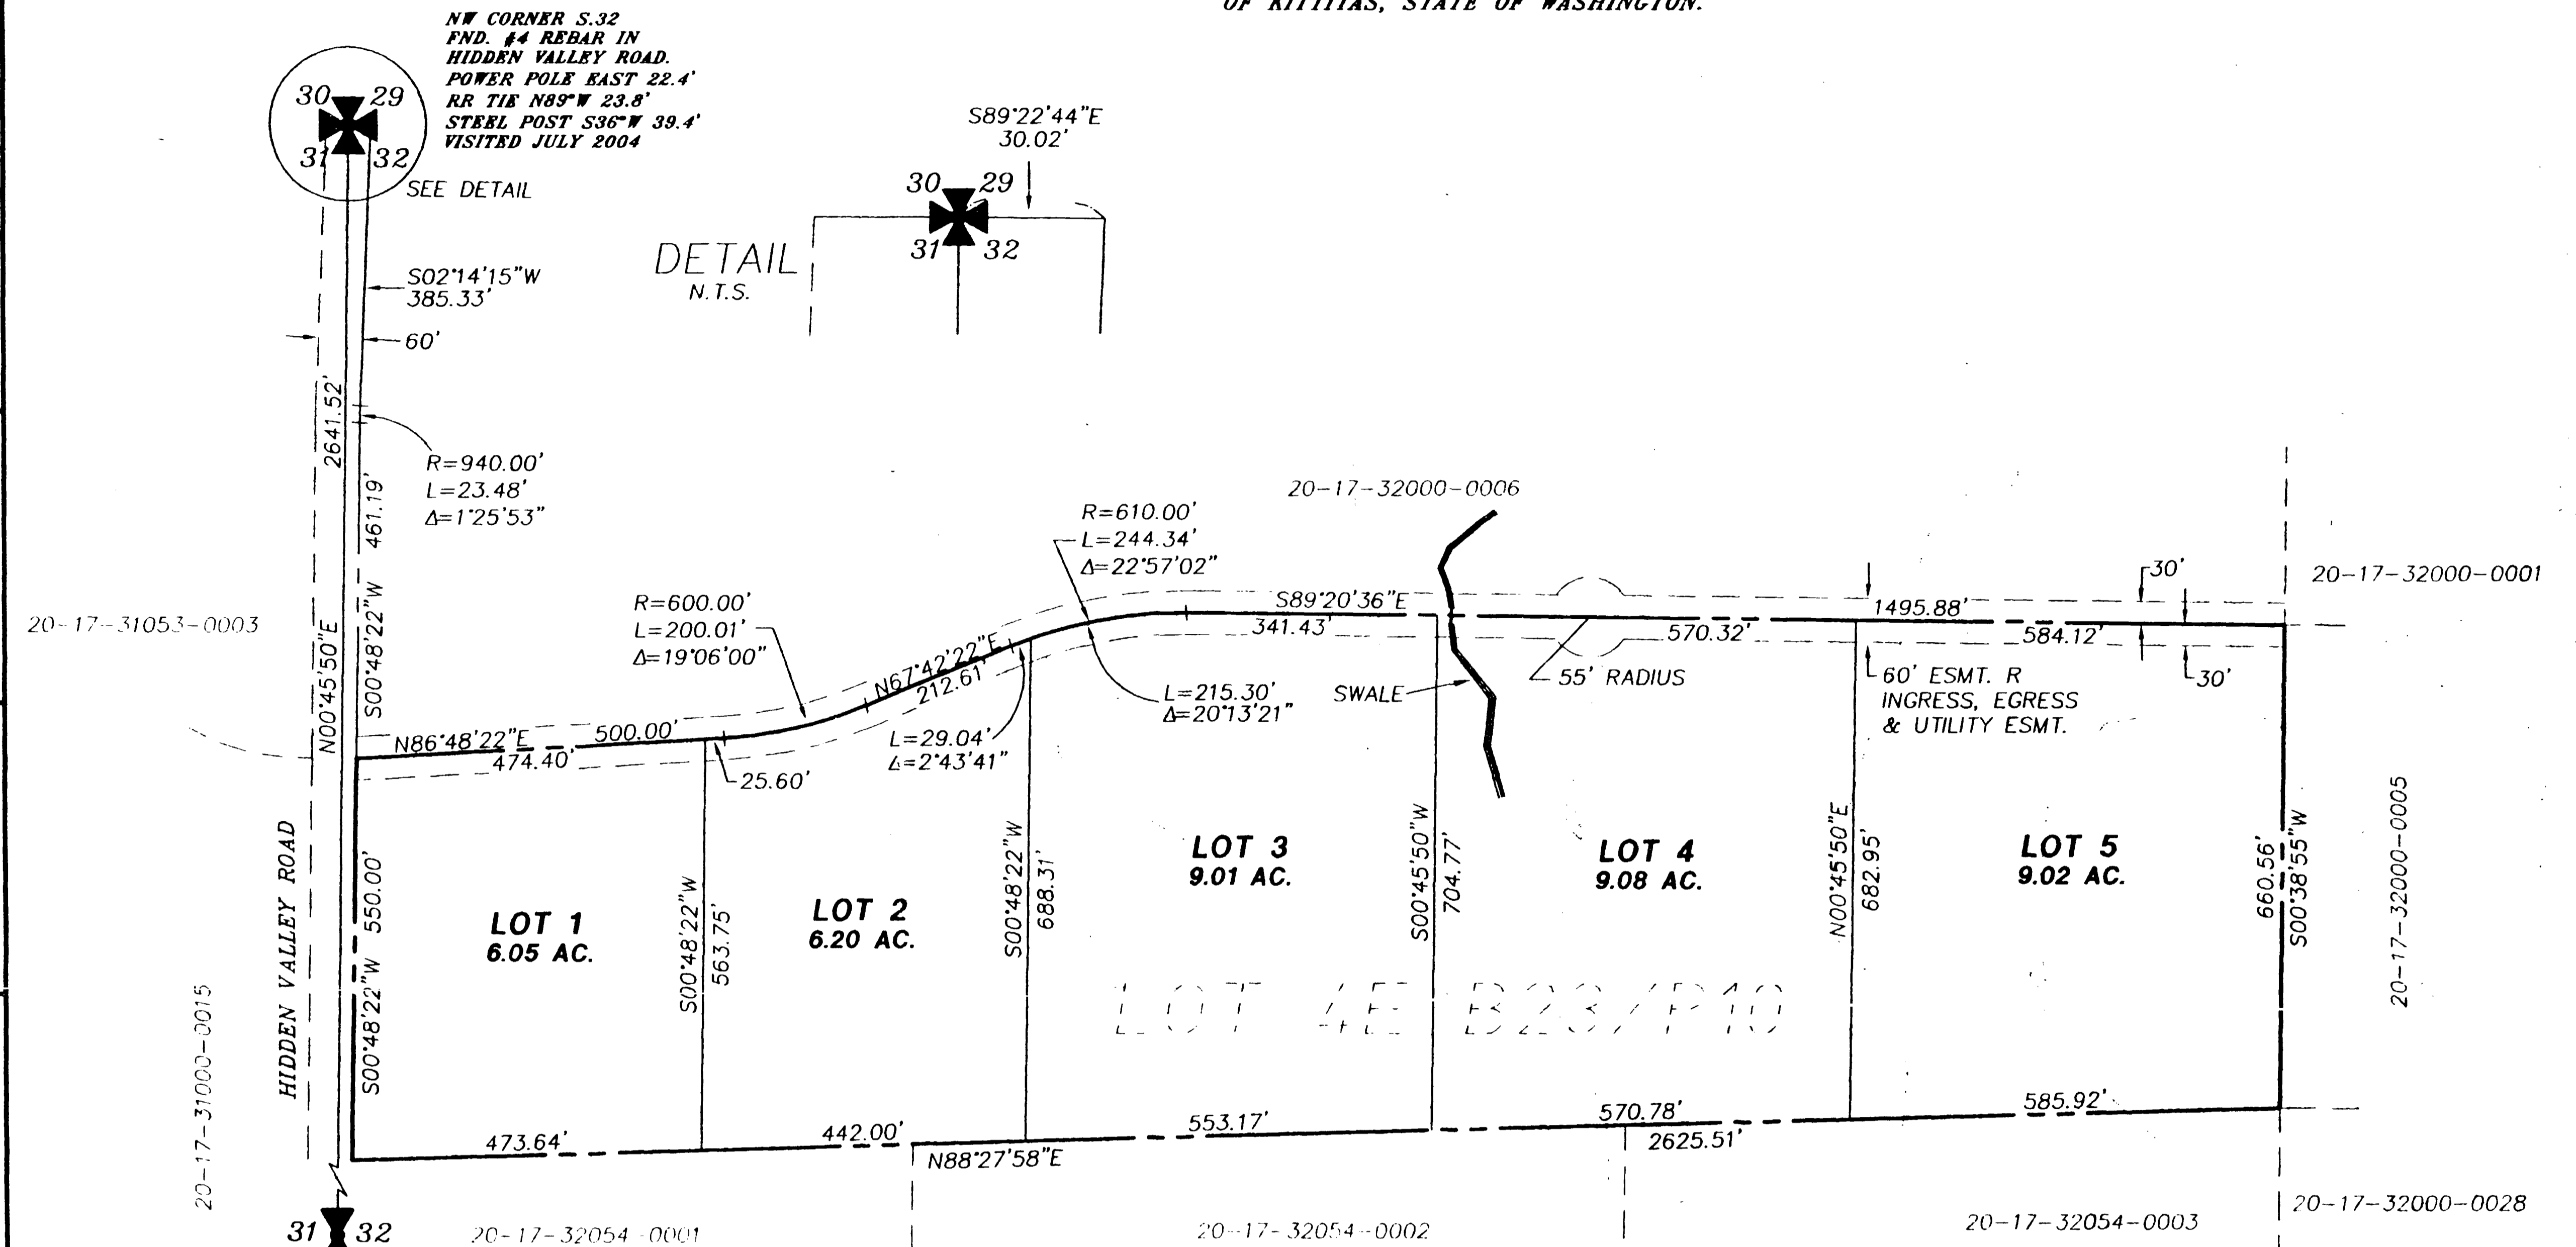 OF KITTITAS, STATE OF WASHINGTON.
NW CORNER S.32
FND. #4 REBAR IN
HIDDEN VALLEY ROAD.
POWER POLE EAST 22.4'
RR TIE N89°W 23.8'
STEEL POST S36°W 39.4'
VISITED JULY 2004
30 29
31 32
SEE DETAIL
S89°22'44"E
30.02'
30 29
31 32
DETAIL
N.T.S.
S02°14'15"W
385.33'
60'
2641.52'
N00°45'50"E
S00°48'22"W 461.19'
R=940.00'
L=23.48'
Δ=1°25'53"
20-17-32000-0006
R=610.00'
L=244.34'
Δ=22°57'02"
R=600.00'
L=200.01'
Δ=19°06'00"
20-17-31053-0003
S89°20'36"E
341.43'
1495.88'
570.32'
584.12'
30'
30'
20-17-32000-0001
N67°42'22"E
212.61'
L=215.30'
Δ=20°13'21"
SWALE
55' RADIUS
60' ESMT. R
INGRESS, EGRESS
& UTILITY ESMT.
N86°48'22"E 500.00'
474.40'
25.60'
L=29.04'
Δ=2°43'41"
HIDDEN VALLEY ROAD
S00°48'22"W 550.00'
LOT 1
6.05 AC.
S00°48'22"W
563.75'
LOT 2
6.20 AC.
S00°48'22"W
688.31'
LOT 3
9.01 AC.
S00°45'50"W
704.77'
LOT 4
9.08 AC.
N00°45'50"E
682.95'
LOT 5
9.02 AC.
660.56'
S00°38'55"W
20-17-32000-0005
20-17-31000-0015
LOT 4E B23/P10
473.64'
442.00'
553.17'
570.78'
585.92'
N88°27'58"E
2625.51'
31 32
20-17-32054-0001
20-17-32054-0002
20-17-32054-0003
20-17-32000-0028